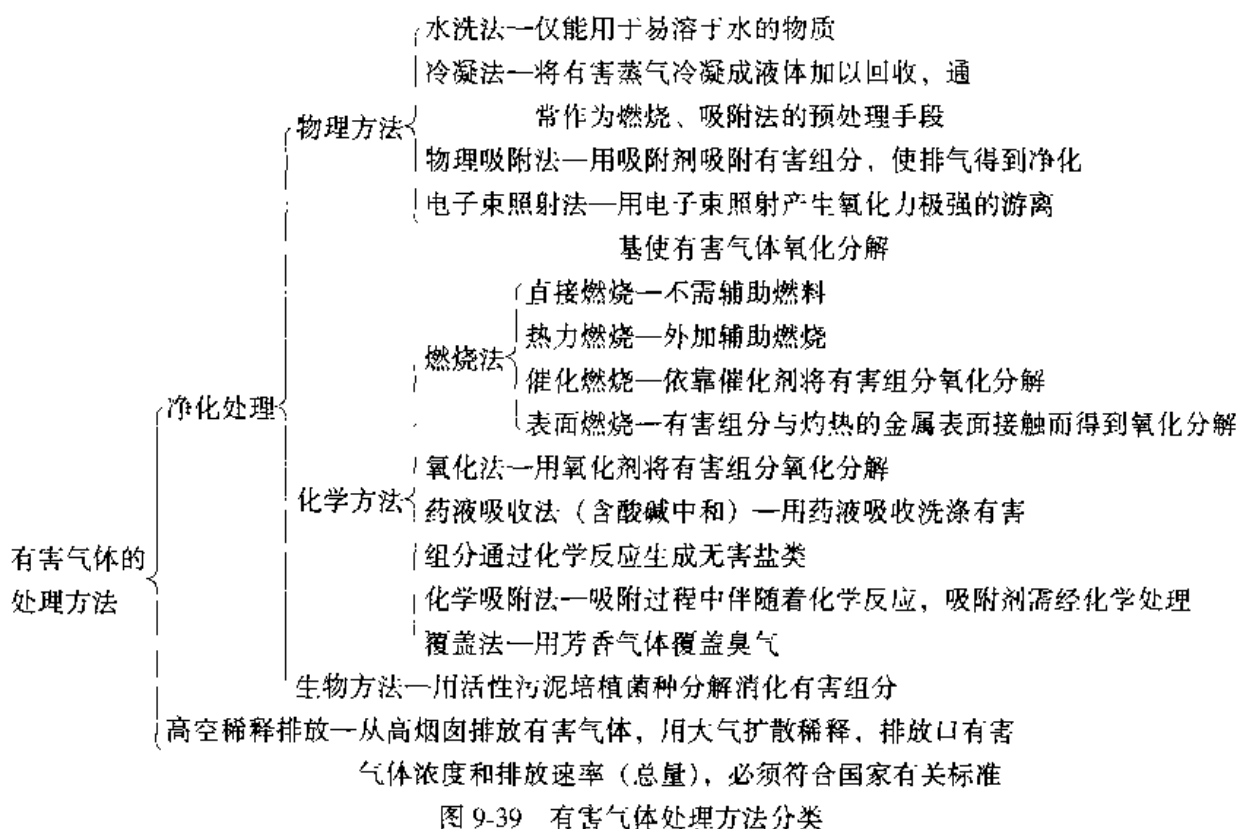 水洗法—仅能用于易溶于水的物质
冷凝法—将有害蒸气冷凝成液体加以回收，通
常作为燃烧、吸附法的预处理手段
物理方法
物理吸附法—用吸附剂吸附有害组分，使排气得到净化
电子束照射法—用电子束照射产生氧化力极强的游离
基使有害气体氧化分解
直接燃烧—不需辅助燃料
热力燃烧—外加辅助燃烧
燃烧法
催化燃烧—依靠催化剂将有害组分氧化分解
净化处理
表面燃烧—有害组分与灼热的金属表面接触而得到氧化分解
氧化法—用氧化剂将有害组分氧化分解
化学方法
药液吸收法（含酸碱中和）—用药液吸收洗涤有害
有害气体的
组分通过化学反应生成无害盐类
处理方法
化学吸附法—吸附过程中伴随着化学反应，吸附剂需经化学处理
覆盖法—用芳香气体覆盖臭气
生物方法—用活性污泥培植菌种分解消化有害组分
高空稀释排放—从高烟囱排放有害气体，用大气扩散稀释，排放口有害
气体浓度和排放速率（总量），必须符合国家有关标准
图 9-39 有害气体处理方法分类